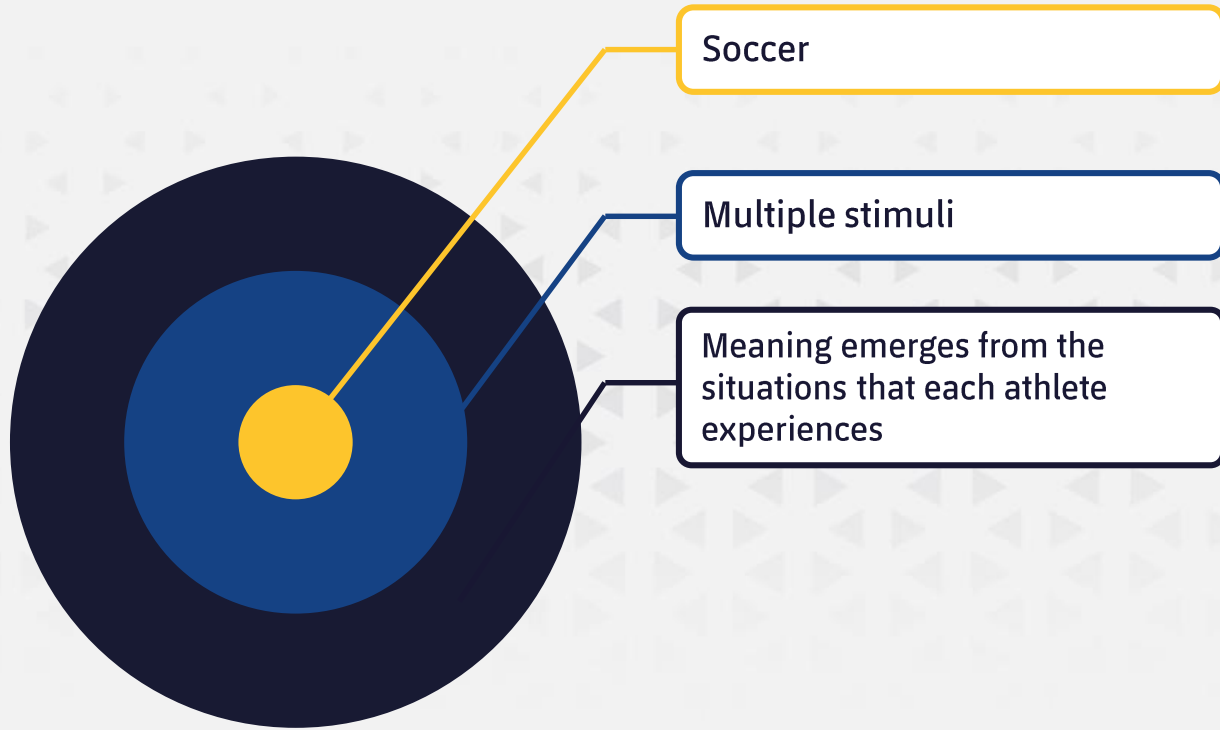 Soccer
Multiple stimuli
Meaning emerges from the
situations that each athlete
experiences